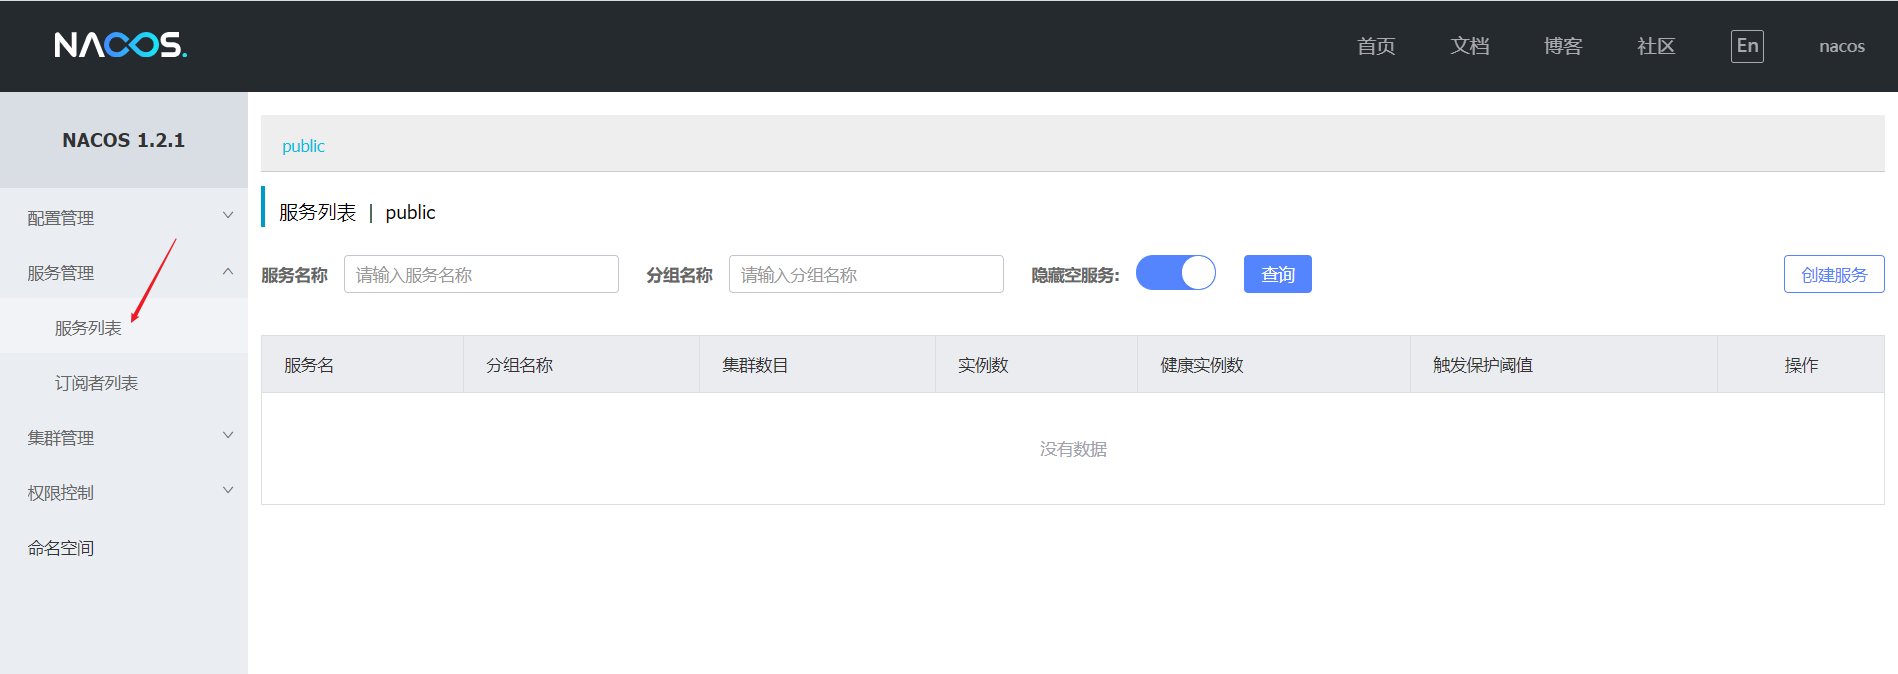 NACOS.
首页 文档 博客 社区 En nacos
NACOS 1.2.1
配置管理
服务管理
服务列表
订阅者列表
集群管理
权限控制
命名空间
public
服务列表 | public
服务名称 请输入服务名称 分组名称 请输入分组名称 隐藏空服务: 查询 创建服务
服务名 分组名称 集群数目 实例数 健康实例数 触发保护阈值 操作
没有数据